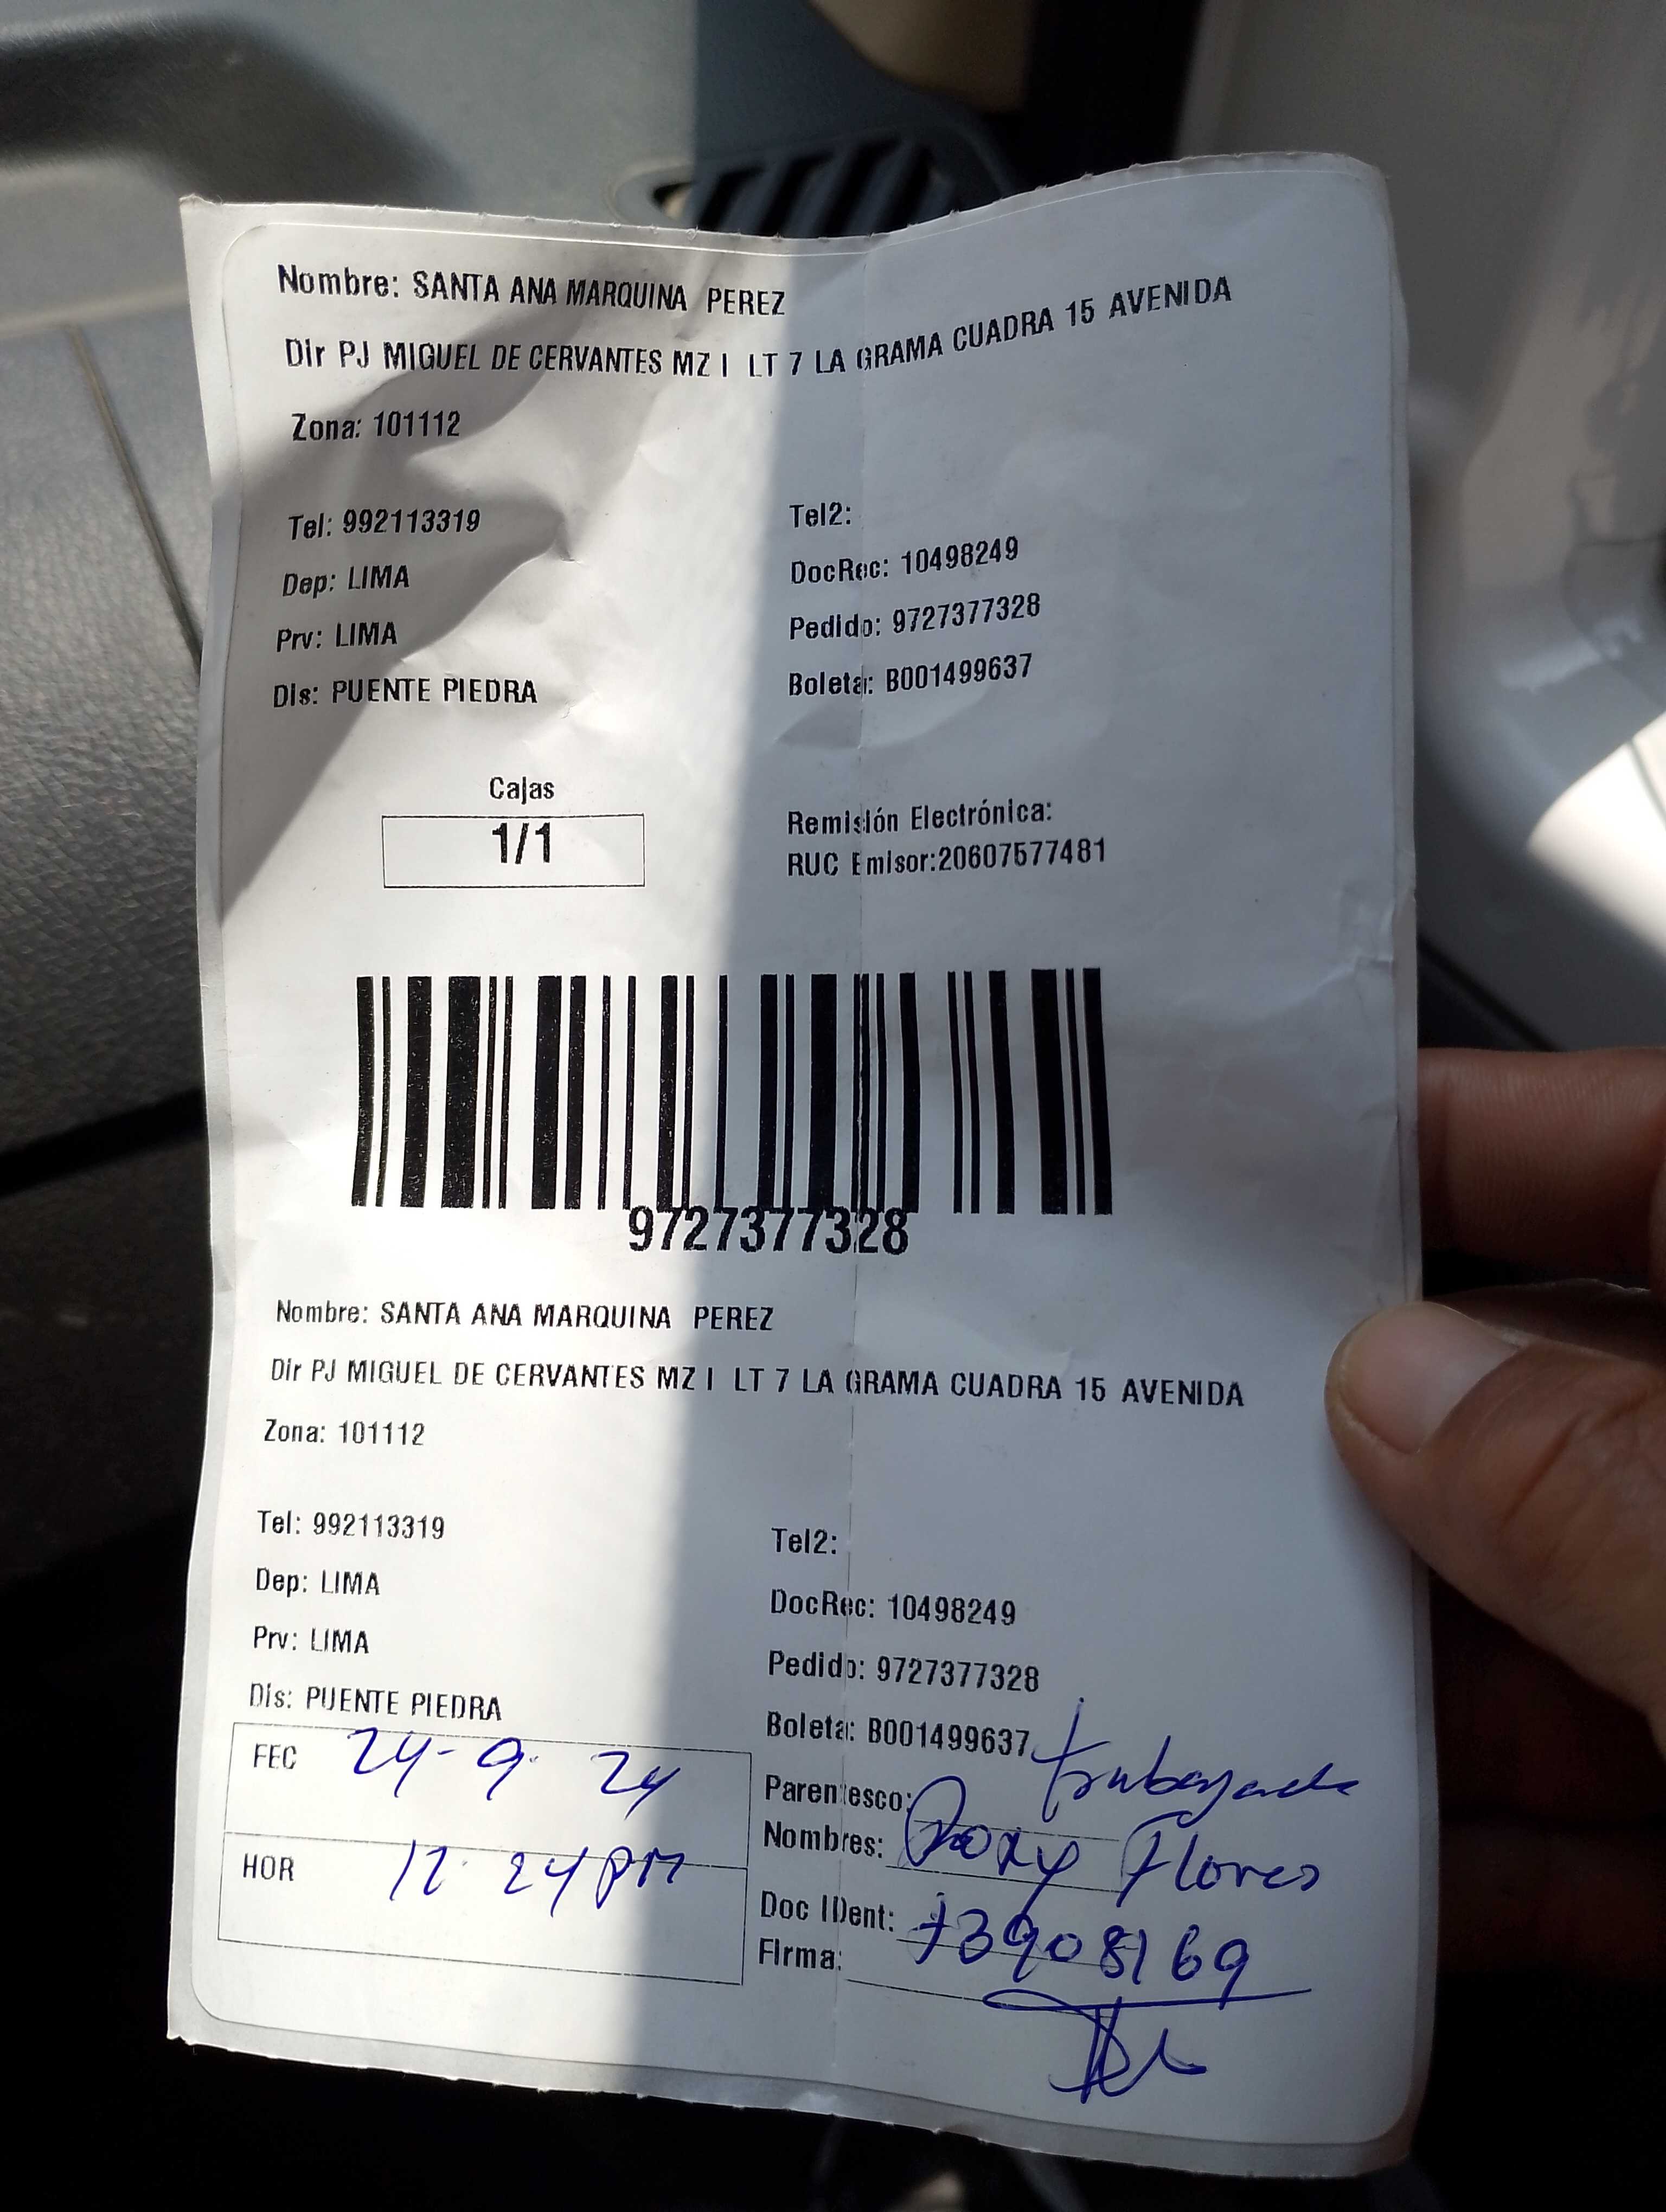 Nombre: SANTA ANA MARQUINA PEREZ
Dir PJ MIGUEL DE CERVANTES MZ I LT 7 LA GRAMA CUADRA 15 AVENIDA
Zona: 101112
Tel: 992113319
Tel2:
Dep: LIMA
DocRec: 10498249
Prv: LIMA
Pedido: 9727377328
Dis: PUENTE PIEDRA
Boleta: B001499637
Cajas
1/1
Remisión Electrónica:
RUC Emisor:20607577481
9727377328
Nombre: SANTA ANA MARQUINA PEREZ
Dir PJ MIGUEL DE CERVANTES MZ I LT 7 LA GRAMA CUADRA 15 AVENIDA
Zona: 101112
Tel: 992113319
Tel2:
Dep: LIMA
DocRec: 10498249
Prv: LIMA
Pedido: 9727377328
Dis: PUENTE PIEDRA
Boleta: B001499637
FEC 24-9-24
HOR 12:24 PM
Parentesco:
Nombres: Roxy Flores
Doc IDent: 73908169
Firma: